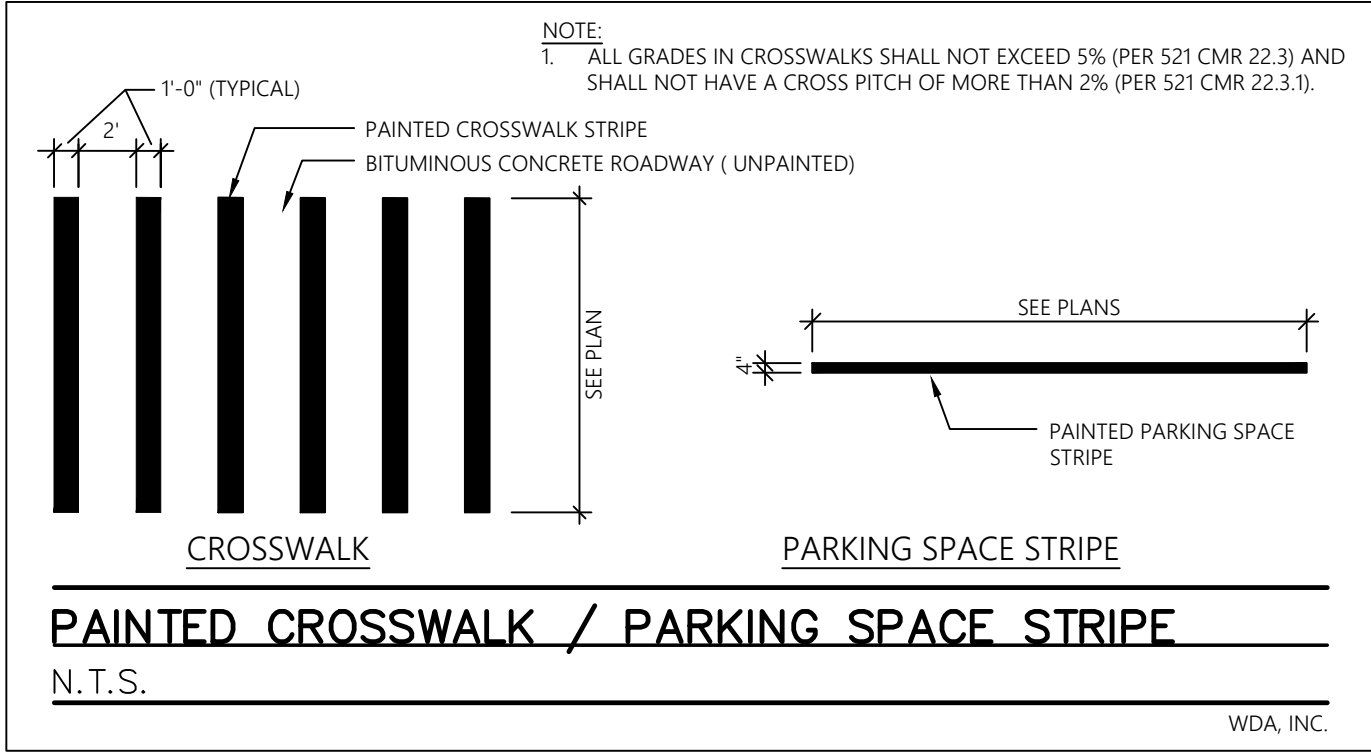 NOTE:
1. ALL GRADES IN CROSSWALKS SHALL NOT EXCEED 5% (PER 521 CMR 22.3) AND
SHALL NOT HAVE A CROSS PITCH OF MORE THAN 2% (PER 521 CMR 22.3.1).
1'-0" (TYPICAL)
2'
PAINTED CROSSWALK STRIPE
BITUMINOUS CONCRETE ROADWAY ( UNPAINTED)
SEE PLAN
CROSSWALK
SEE PLANS
4"
PAINTED PARKING SPACE
STRIPE
PARKING SPACE STRIPE
PAINTED CROSSWALK / PARKING SPACE STRIPE
N.T.S.
WDA, INC.